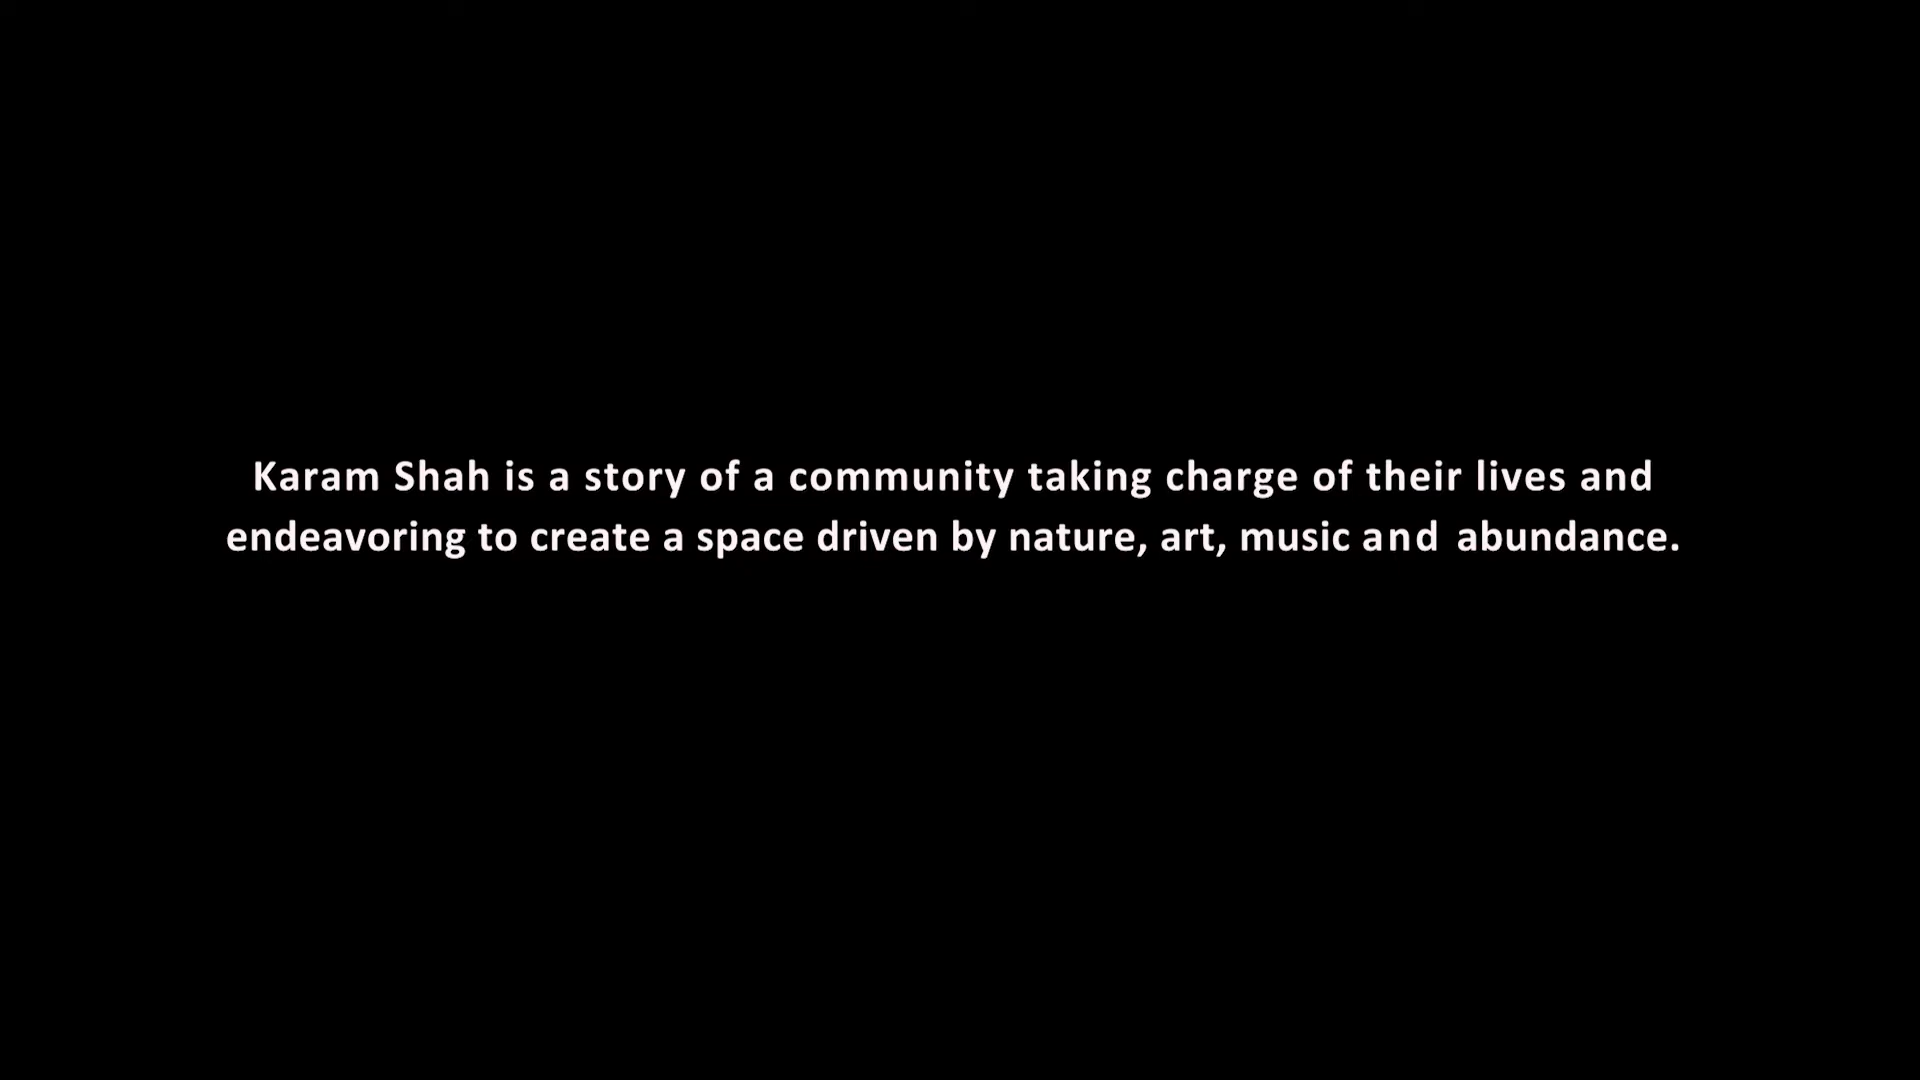 Karam Shah is a story of a community taking charge of their lives and
endeavoring to create a space driven by nature, art, music and abundance.